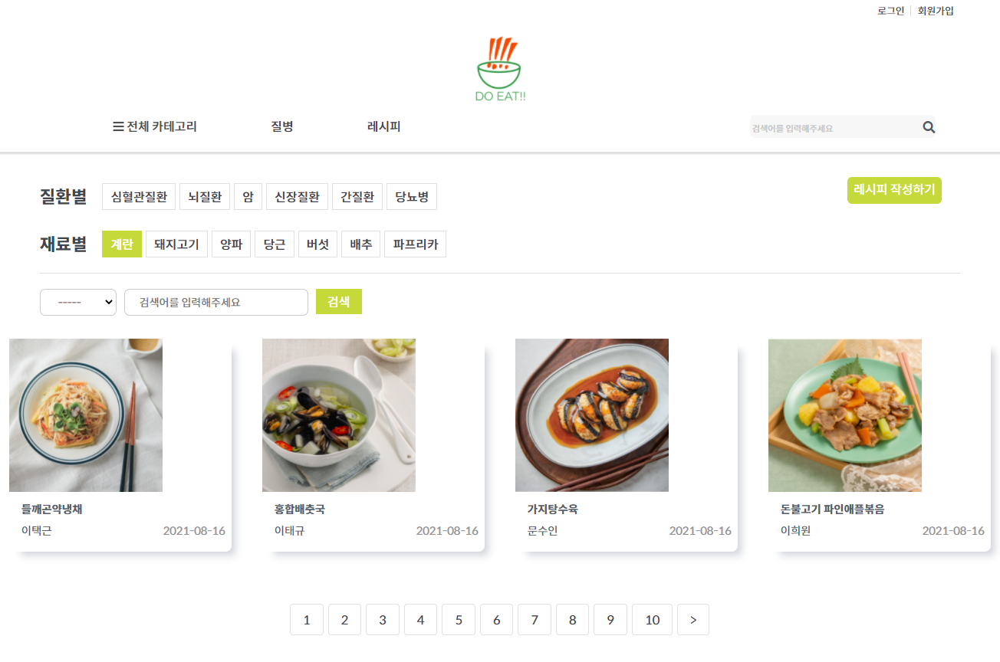 로그인 회원가입
DO EAT!!
전체 카테고리 질병 레시피 검색어를 입력해주세요
질환별 심혈관질환 뇌질환 암 신장질환 간질환 당뇨병 레시피 작성하기
재료별 계란 돼지고기 양파 당근 버섯 배추 파프리카
----- 검색어를 입력해주세요 검색
들깨곤약냉채 홍합배춧국 가지탕수육 돈불고기 파인애플볶음
이택근 2021-08-16 이태규 2021-08-16 문수인 2021-08-16 이희원 2021-08-16
1 2 3 4 5 6 7 8 9 10 >